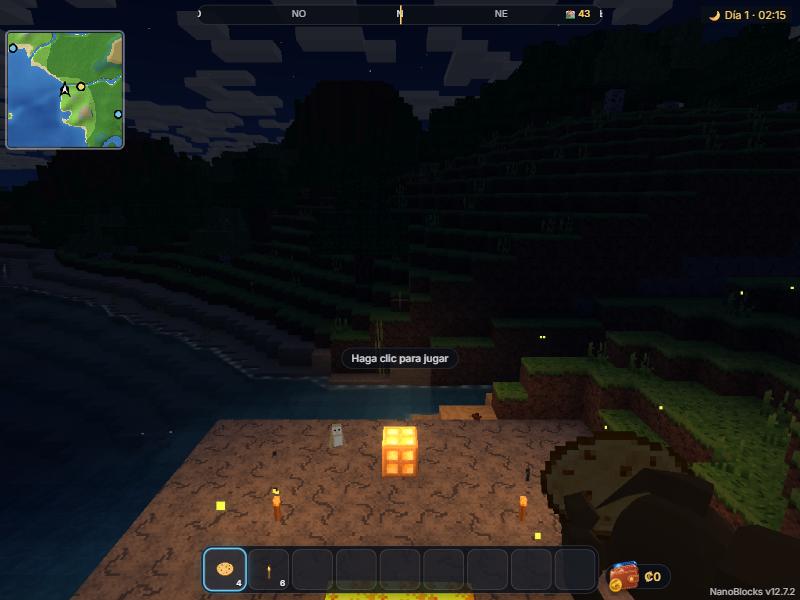 NO N NE 43
Día 1 · 02:15
Haga clic para jugar
4 6
₡0
NanoBlocks v12.7.2